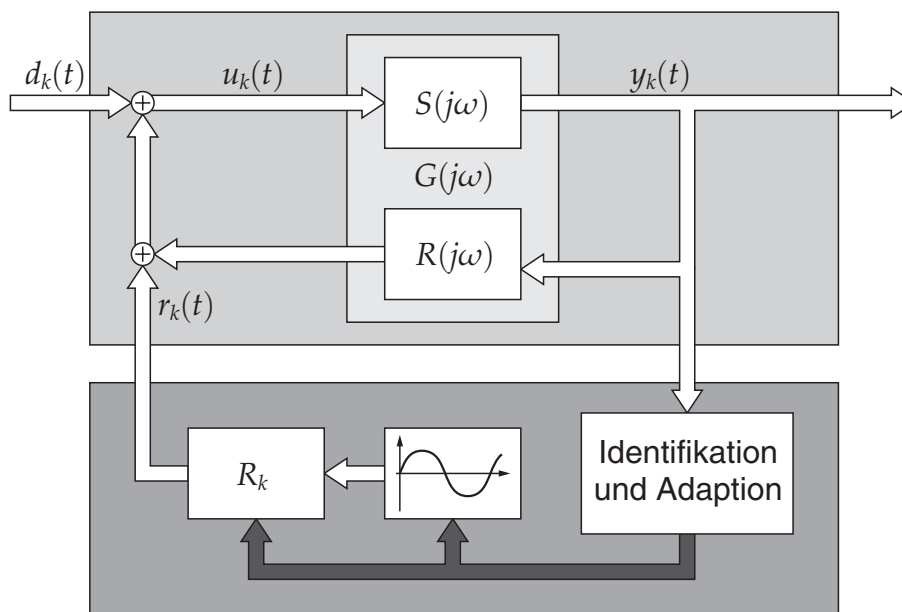 d_k(t)
u_k(t)
S(jω)
y_k(t)
G(jω)
R(jω)
r_k(t)
R_k
Identifikation
und Adaption